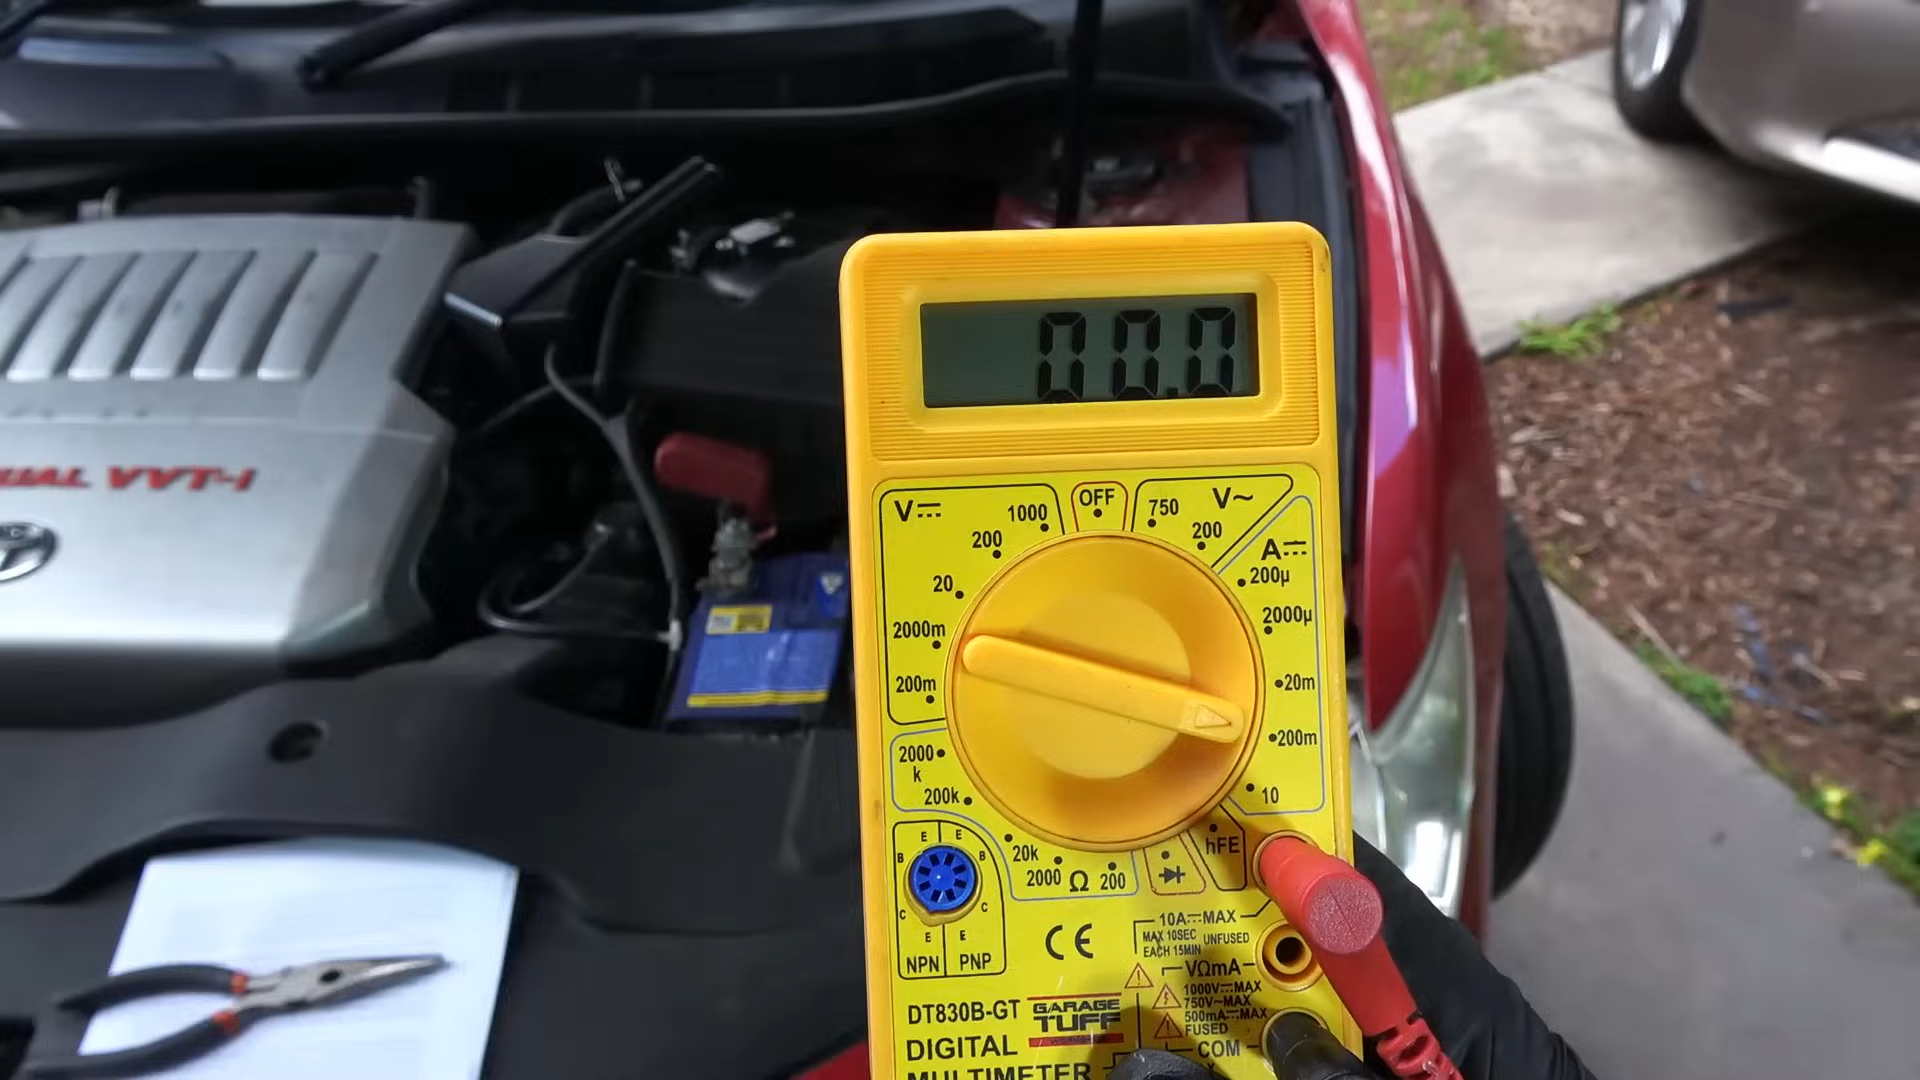 00.0
V⎓
1000
OFF
750
V~
200
20
2000m
200m
200
A⎓
200µ
2000µ
20m
200m
10
2000
k
200k
20k
2000
Ω
200
hFE
E
E
B
B
C
C
E
E
NPN
PNP
CE
10A⎓MAX
MAX 10SEC
EACH 15MIN
UNFUSED
VΩmA
1000V⎓MAX
750V~MAX
500mA⎓MAX
FUSED
COM
DT830B-GT
GARAGE
TUFF
DIGITAL
MULTIMETER
UAL VVT-i